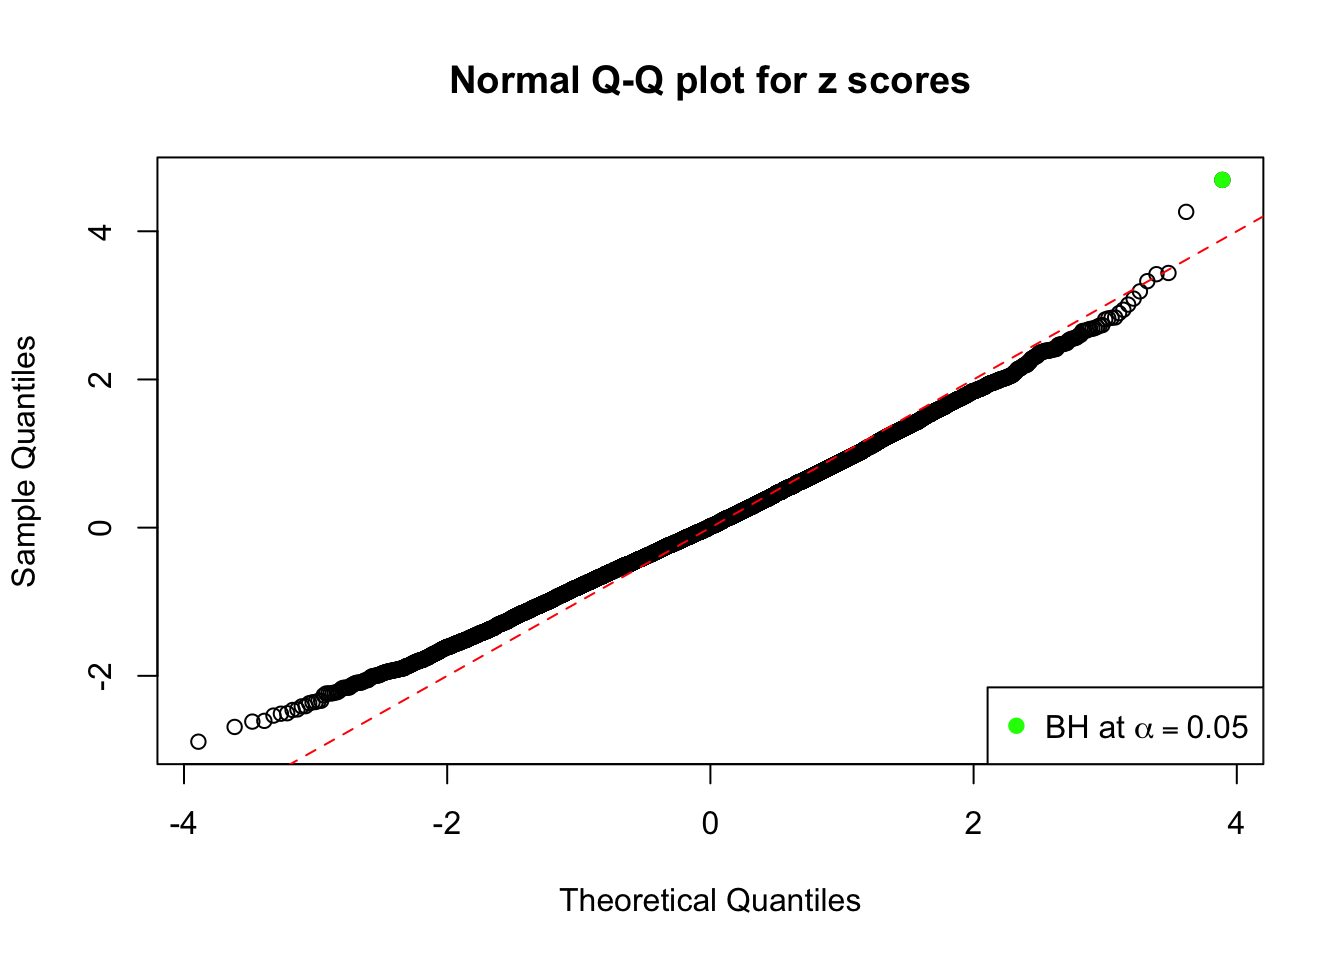 Normal Q-Q plot for z scores
Sample Quantiles
4
2
0
-2
BH at α = 0.05
-4
-2
0
2
4
Theoretical Quantiles